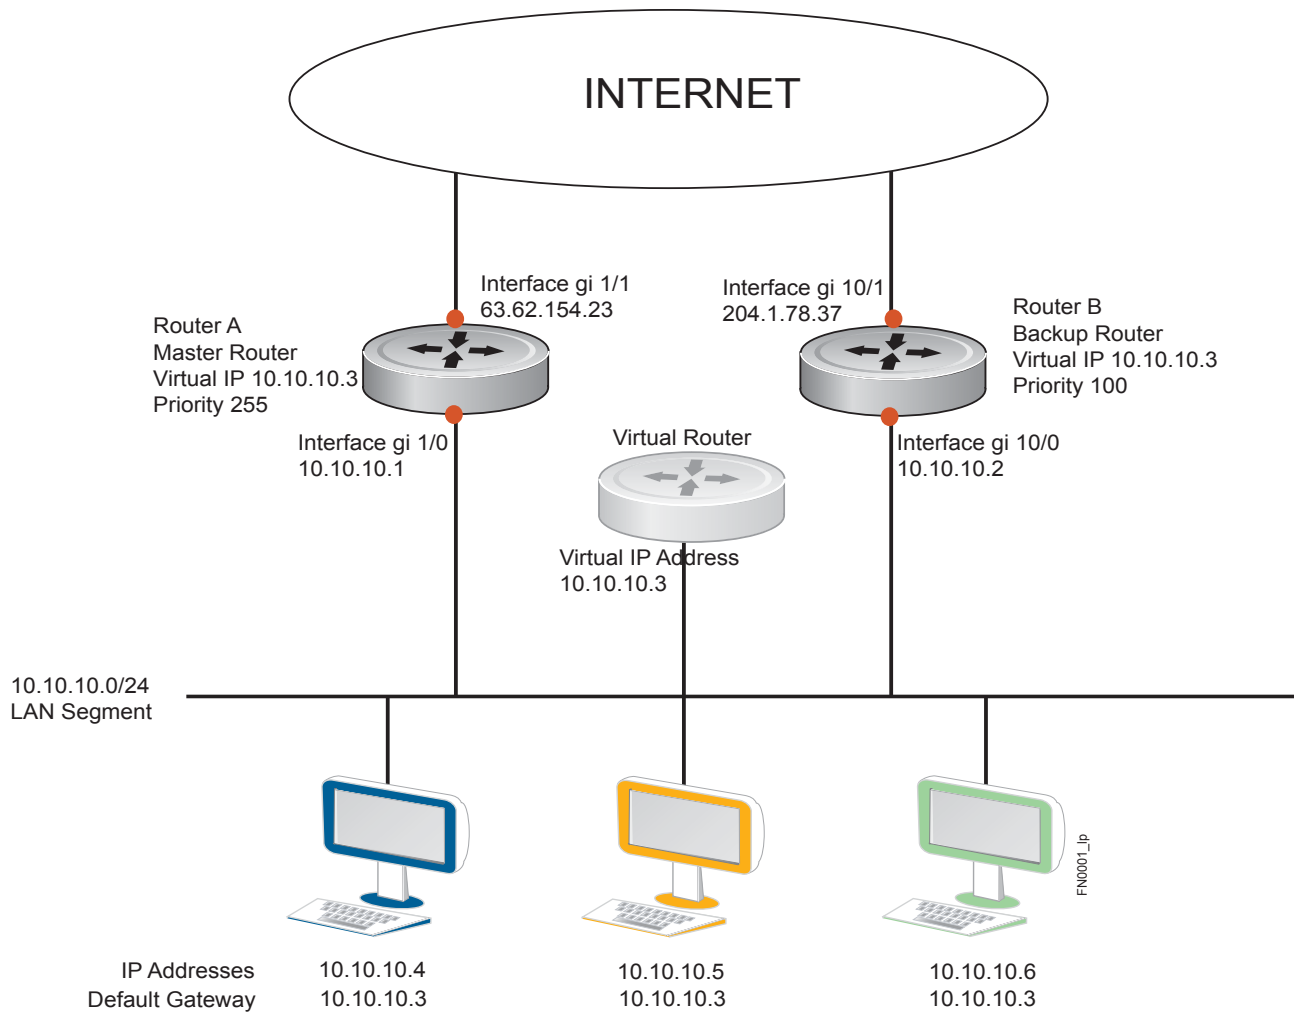 INTERNET
Interface gi 1/1
63.62.154.23
Interface gi 10/1
204.1.78.37
Router A
Master Router
Virtual IP 10.10.10.3
Priority 255
Router B
Backup Router
Virtual IP 10.10.10.3
Priority 100
Interface gi 1/0
10.10.10.1
Virtual Router
Interface gi 10/0
10.10.10.2
Virtual IP Address
10.10.10.3
10.10.10.0/24
LAN Segment
FN0001_lp
IP Addresses 10.10.10.4 10.10.10.5 10.10.10.6
Default Gateway 10.10.10.3 10.10.10.3 10.10.10.3